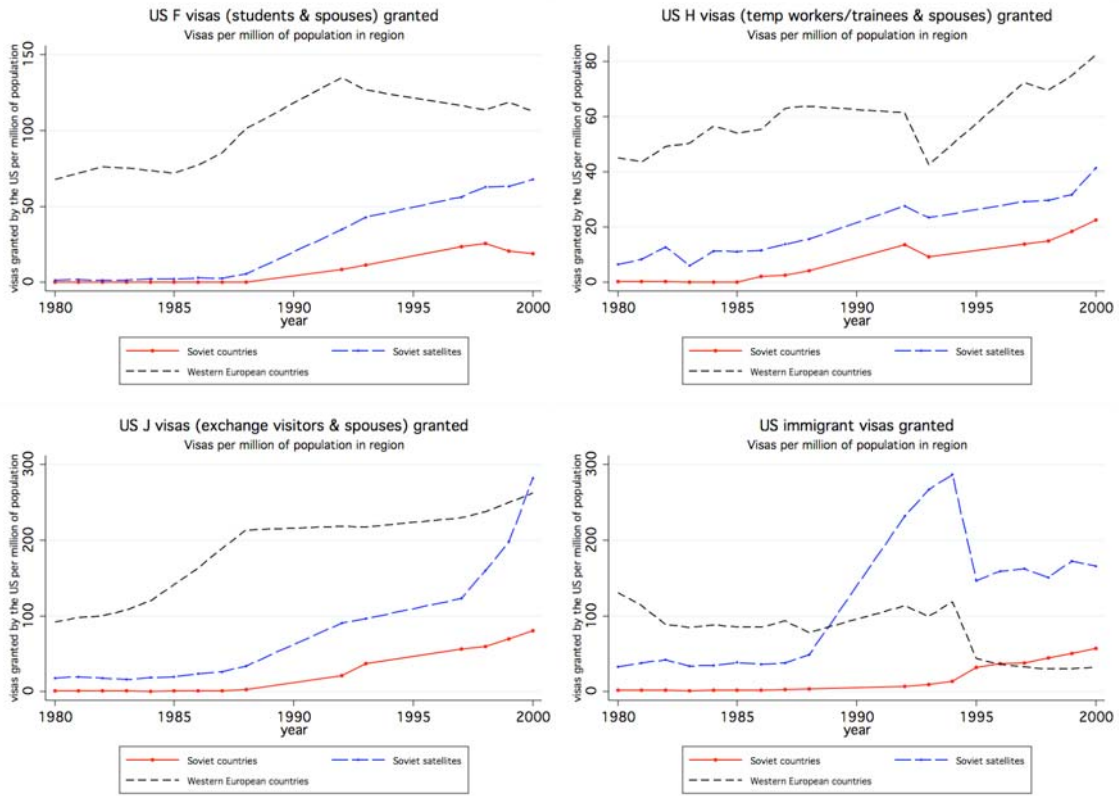 US F visas (students & spouses) granted
Visas per million of population in region
visas granted by the US per million of population
150
100
50
0
1980 1985 1990 1995 2000
year
Soviet countries Soviet satellites
Western European countries
US H visas (temp workers/trainees & spouses) granted
Visas per million of population in region
visas granted by the US per million of population
80
60
40
20
0
1980 1985 1990 1995 2000
year
Soviet countries Soviet satellites
Western European countries
US J visas (exchange visitors & spouses) granted
Visas per million of population in region
visas granted by the US per million of population
300
200
100
0
1980 1985 1990 1995 2000
year
Soviet countries Soviet satellites
Western European countries
US immigrant visas granted
Visas per million of population in region
visas granted by the US per million of population
300
200
100
0
1980 1985 1990 1995 2000
year
Soviet countries Soviet satellites
Western European countries